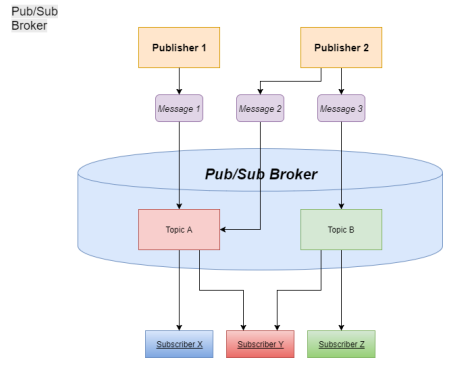 Pub/Sub
Broker
Publisher 1
Publisher 2
Message 1
Message 2
Message 3
Pub/Sub Broker
Topic A
Topic B
Subscriber X
Subscriber Y
Subscriber Z